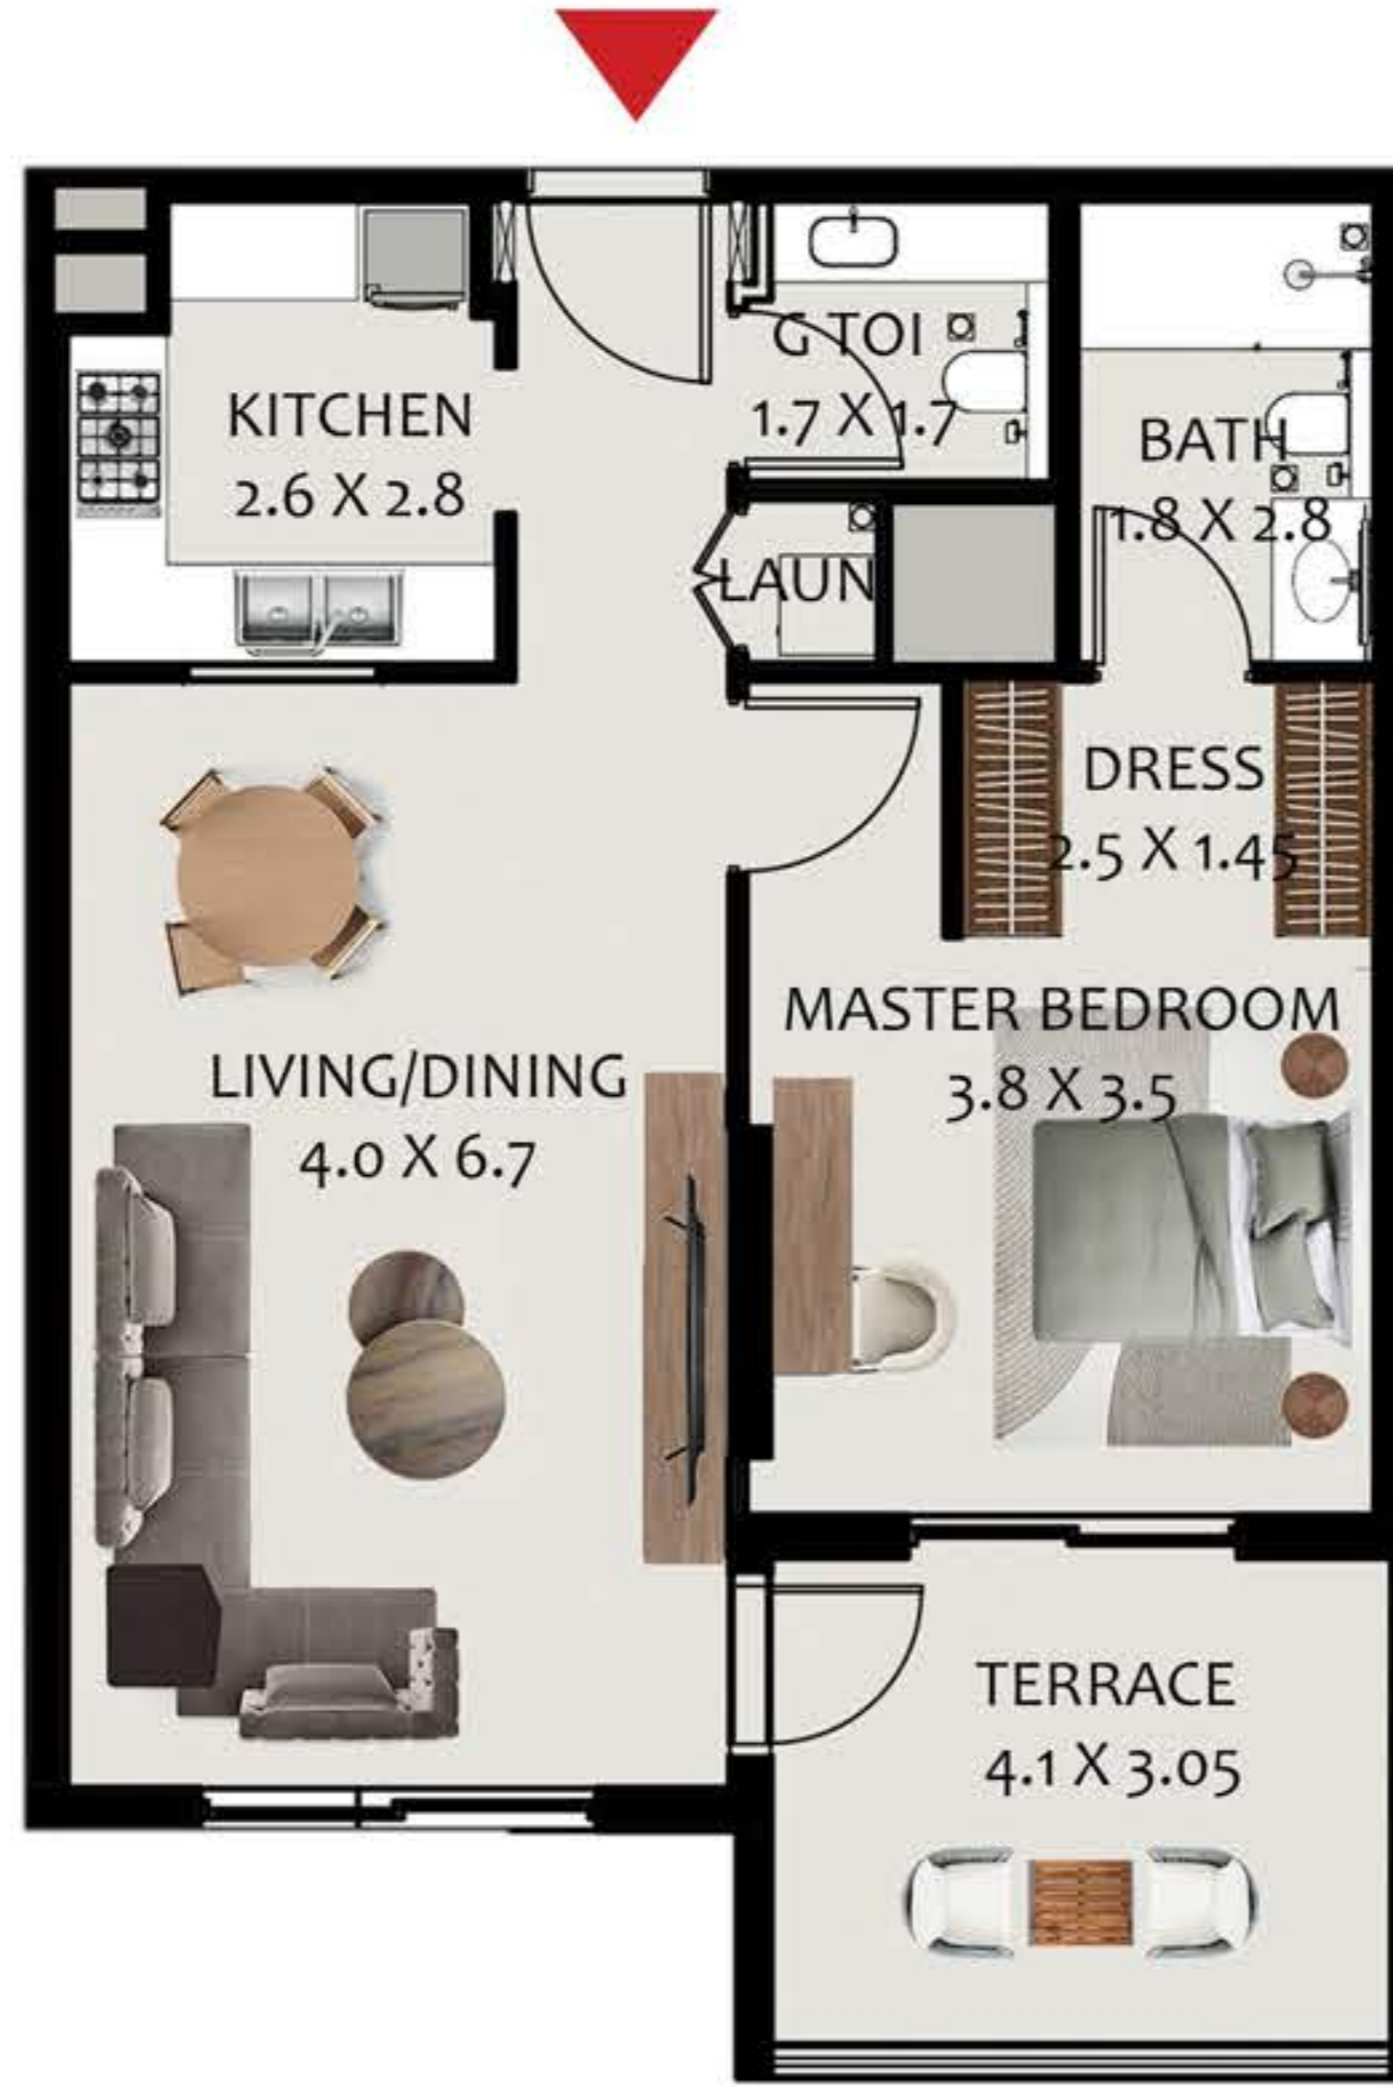 G TOI
1.7 X 1.7
KITCHEN
2.6 X 2.8
BATH
1.8 X 2.8
LAUN
DRESS
2.5 X 1.45
MASTER BEDROOM
3.8 X 3.5
LIVING/DINING
4.0 X 6.7
TERRACE
4.1 X 3.05